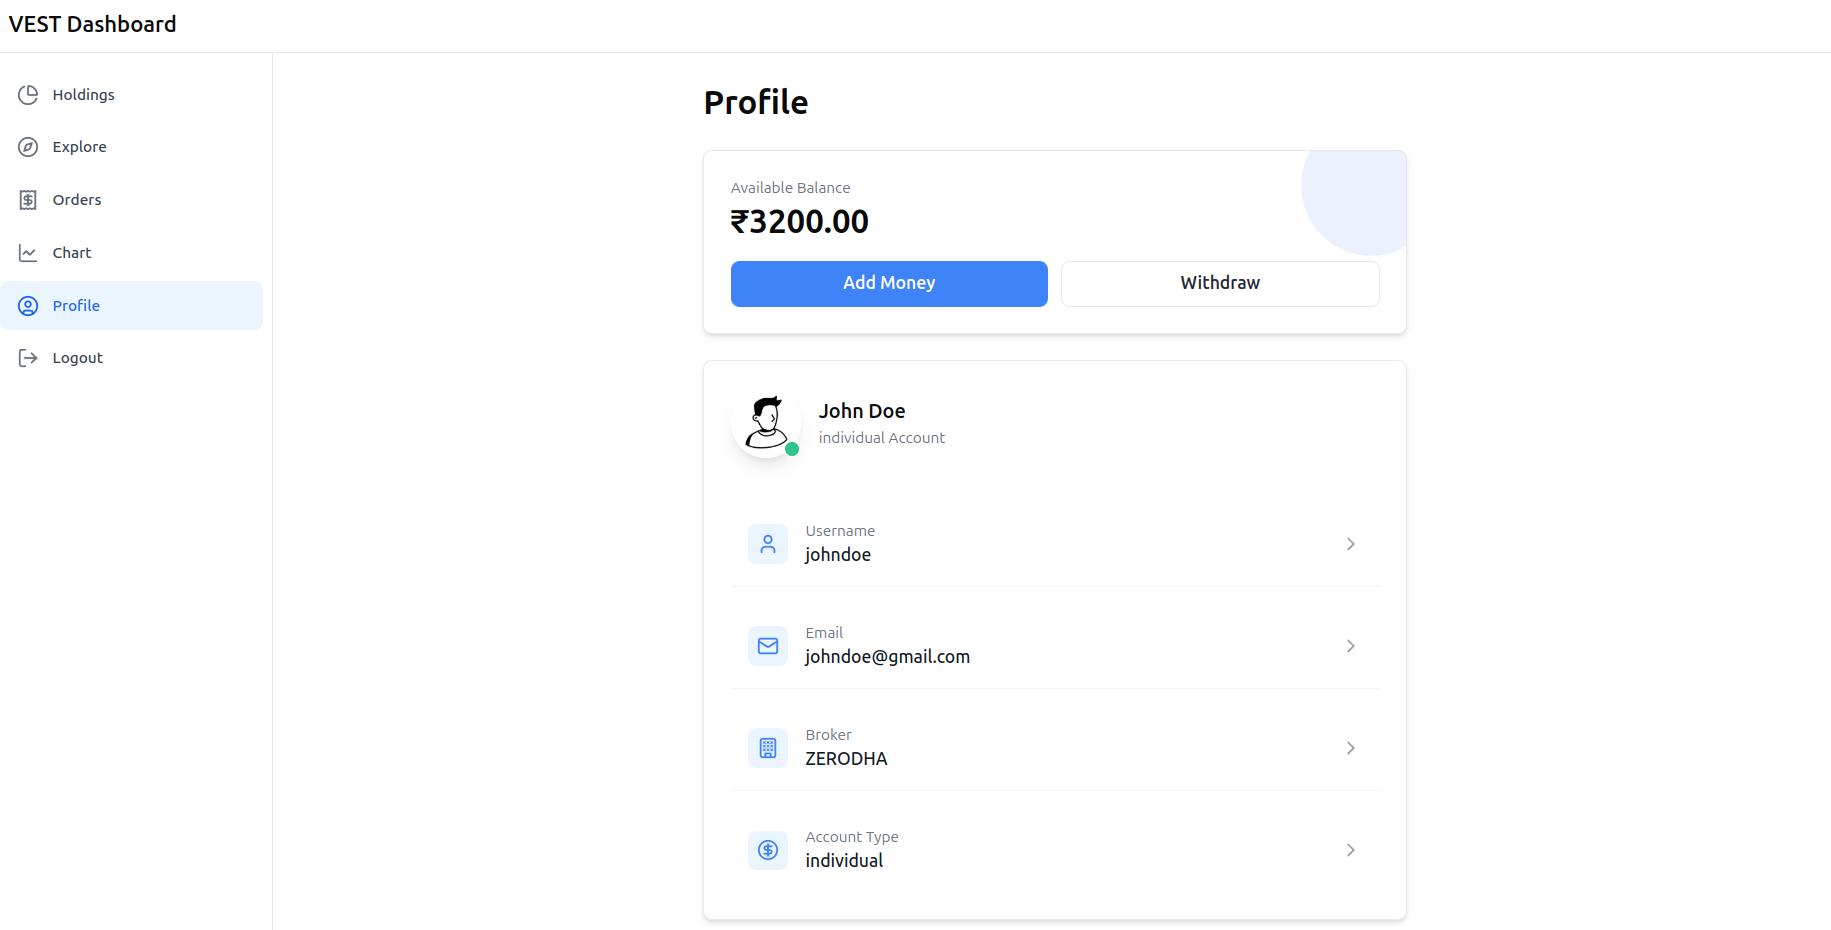 VEST Dashboard
Holdings
Explore
Orders
Chart
Profile
Logout
Profile
Available Balance
₹3200.00
Add Money
Withdraw
John Doe
individual Account
Username
johndoe
Email
johndoe@gmail.com
Broker
ZERODHA
Account Type
individual